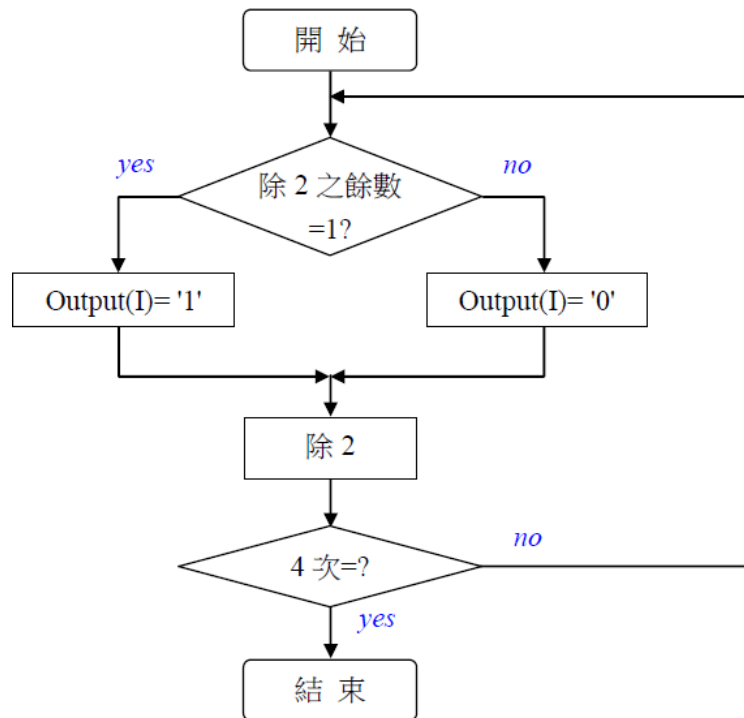 開 始
yes
no
除 2 之餘數
=1?
Output(I)= '1'
Output(I)= '0'
除 2
4 次=?
no
yes
結 束